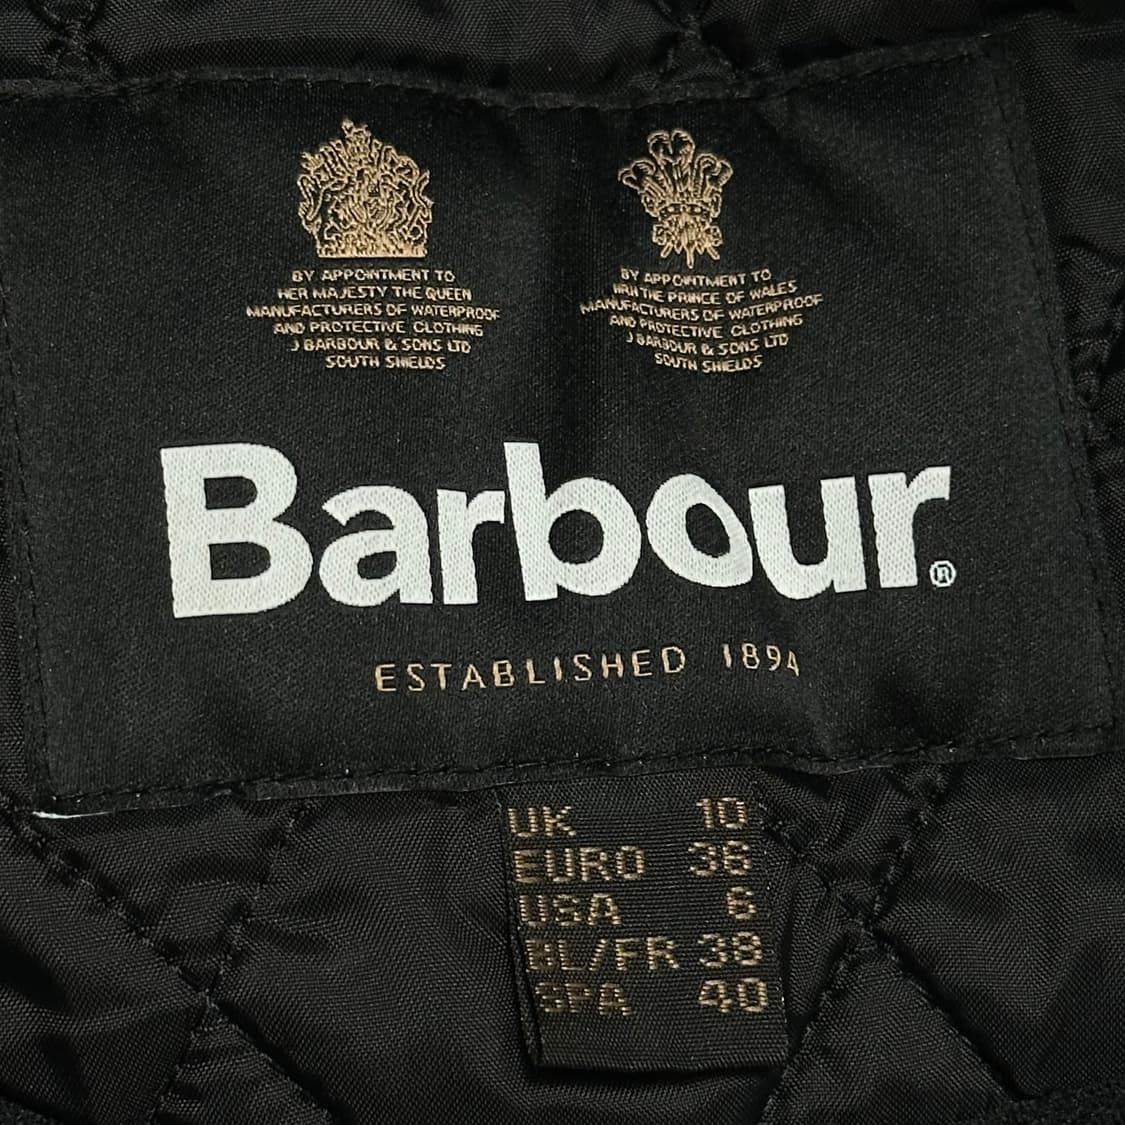 BY APPOINTMENT TO
HER MAJESTY THE QUEEN
MANUFACTURERS OF WATERPROOF
AND PROTECTIVE CLOTHING
J BARBOUR & SONS LTD
SOUTH SHIELDS
BY APPOINTMENT TO
HRH THE PRINCE OF WALES
MANUFACTURERS OF WATERPROOF
AND PROTECTIVE CLOTHING
J BARBOUR & SONS LTD
SOUTH SHIELDS
Barbour®
ESTABLISHED 1894
UK 10
EURO 36
USA 6
BL/FR 38
SPA 40